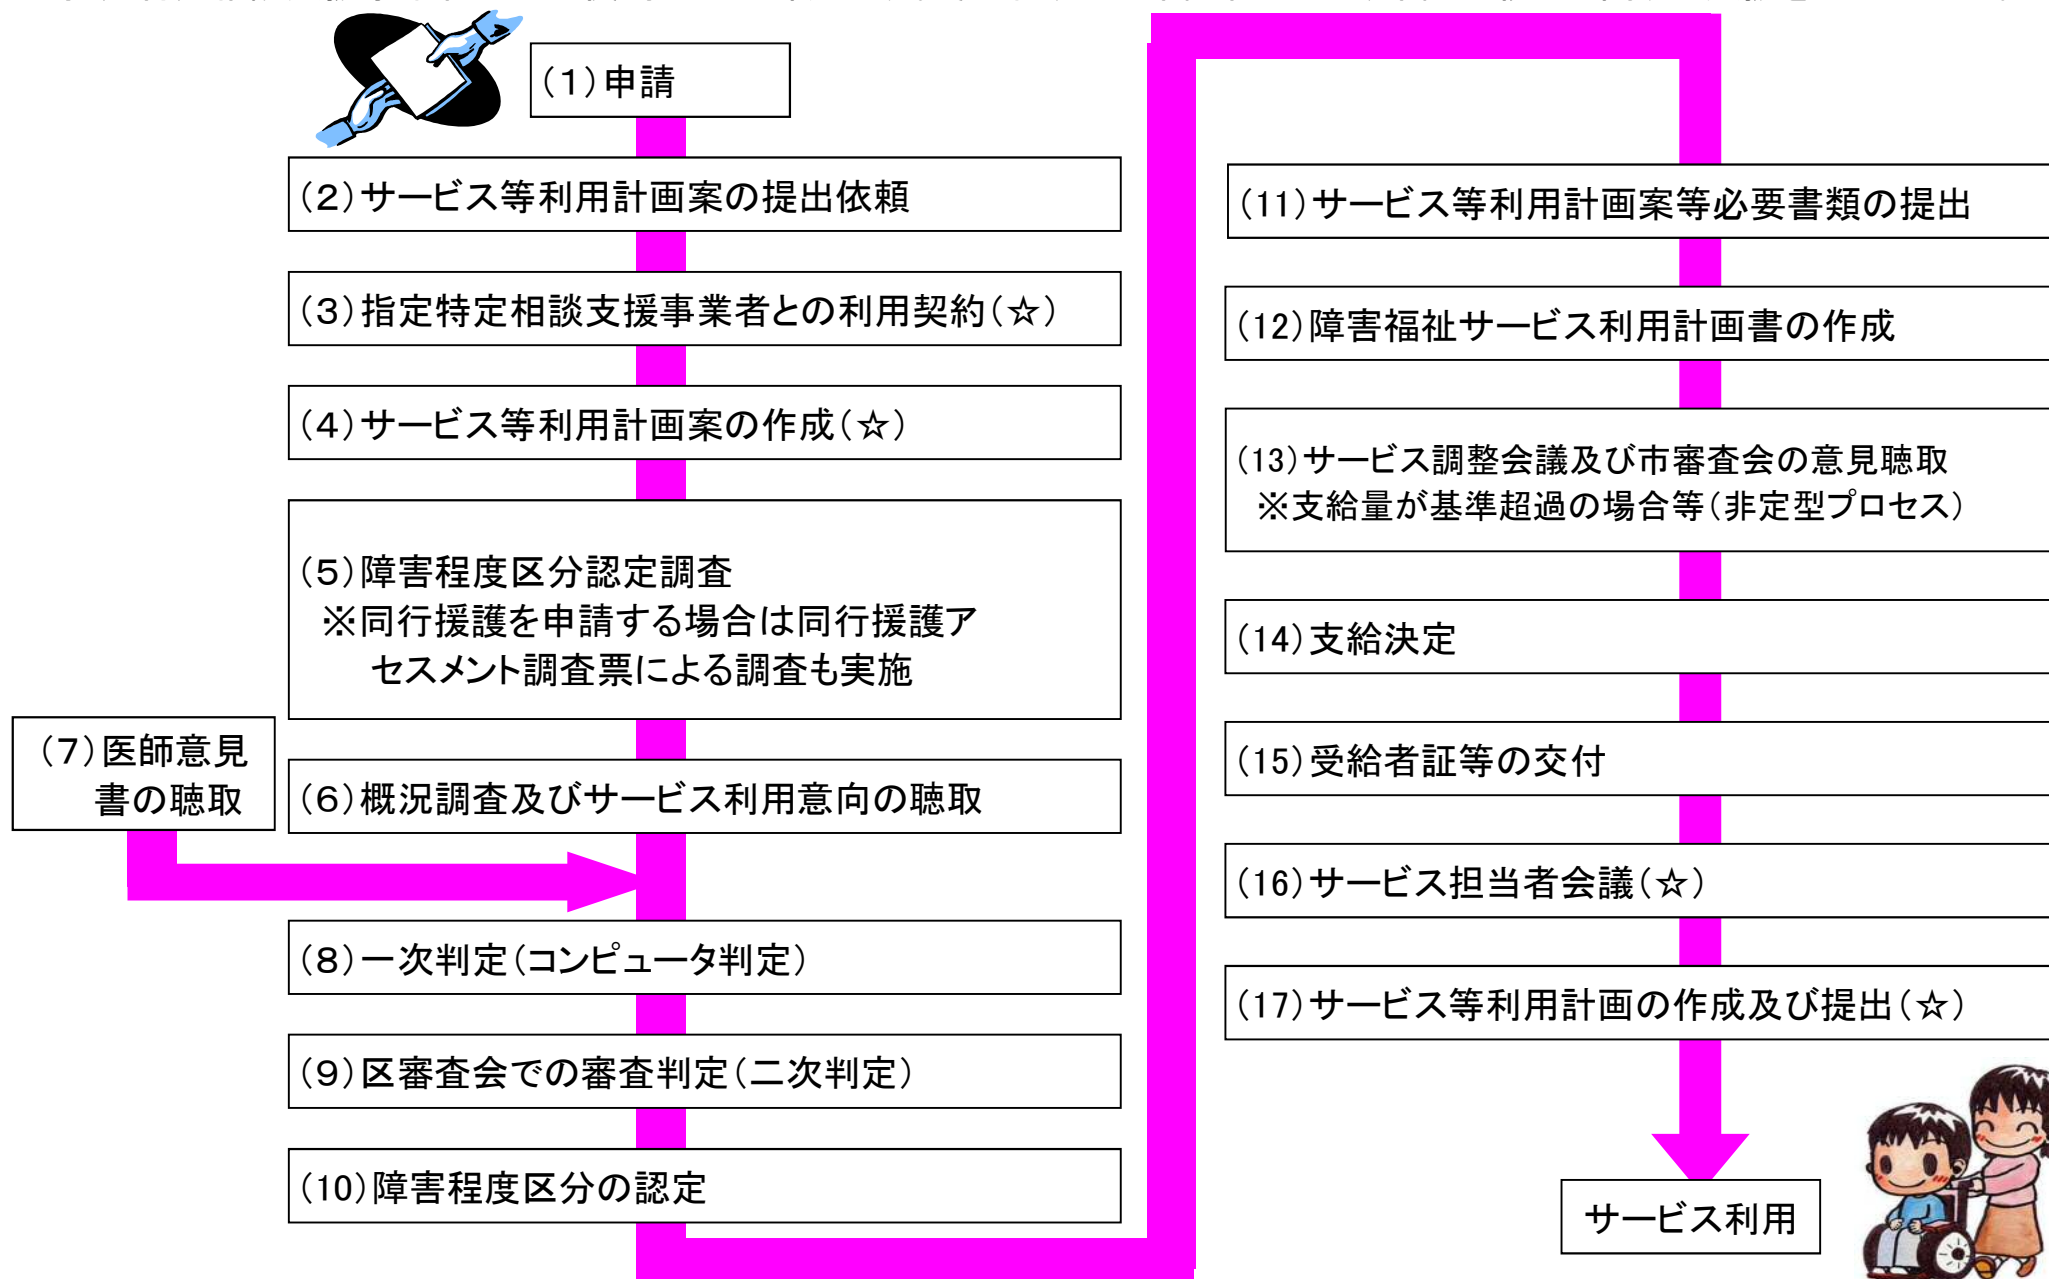 (1)申請
(2)サービス等利用計画案の提出依頼
(3)指定特定相談支援事業者との利用契約(☆)
(4)サービス等利用計画案の作成(☆)
(5)障害程度区分認定調査
※同行援護を申請する場合は同行援護ア
セスメント調査票による調査も実施
(6)概況調査及びサービス利用意向の聴取
(7)医師意見
書の聴取
(8)一次判定(コンピュータ判定)
(9)区審査会での審査判定(二次判定)
(10)障害程度区分の認定
(11)サービス等利用計画案等必要書類の提出
(12)障害福祉サービス利用計画書の作成
(13)サービス調整会議及び市審査会の意見聴取
※支給量が基準超過の場合等(非定型プロセス)
(14)支給決定
(15)受給者証等の交付
(16)サービス担当者会議(☆)
(17)サービス等利用計画の作成及び提出(☆)
サービス利用